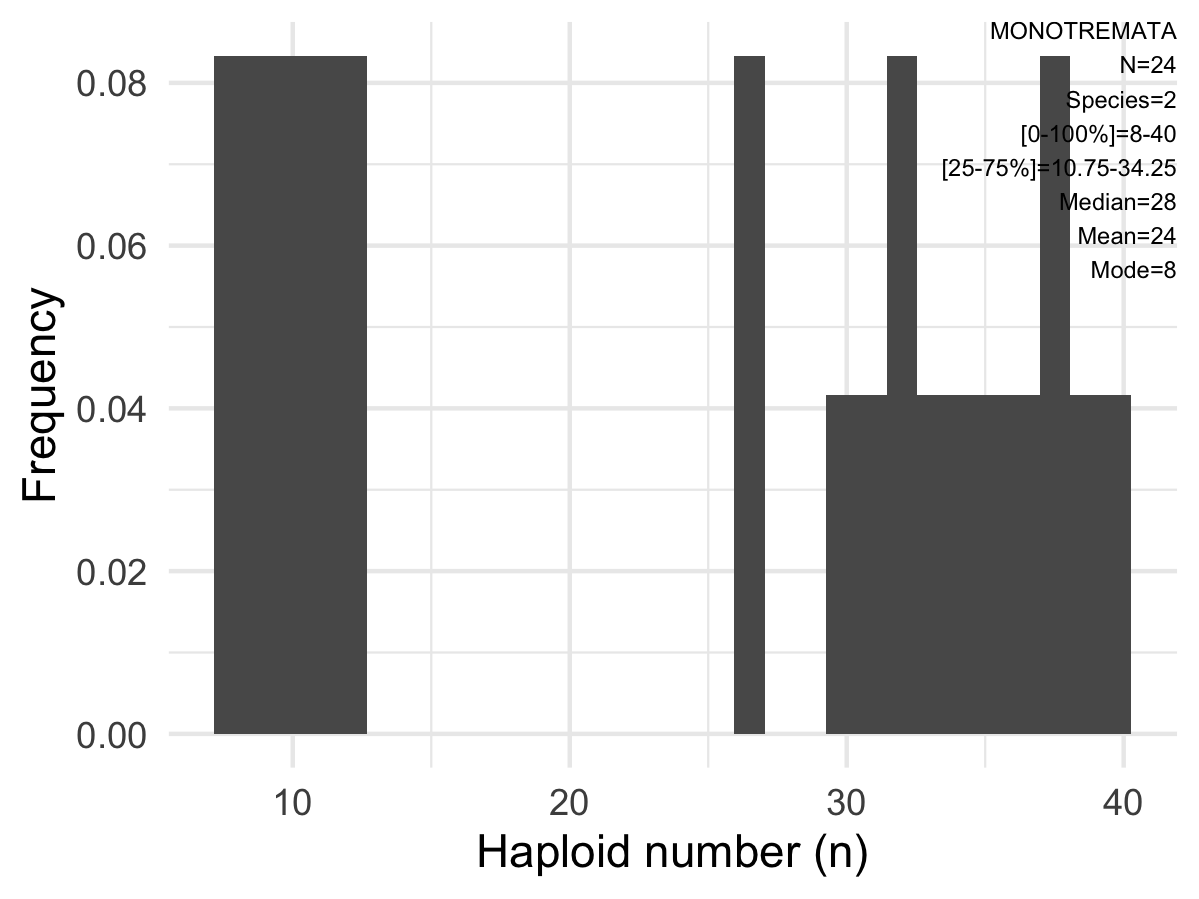 MONOTREMATA
N=24
Species=2
[0-100%]=8-40
[25-75%]=10.75-34.25
Median=28
Mean=24
Mode=8
0.08
0.06
0.04
0.02
0.00
Frequency
10 20 30 40
Haploid number (n)